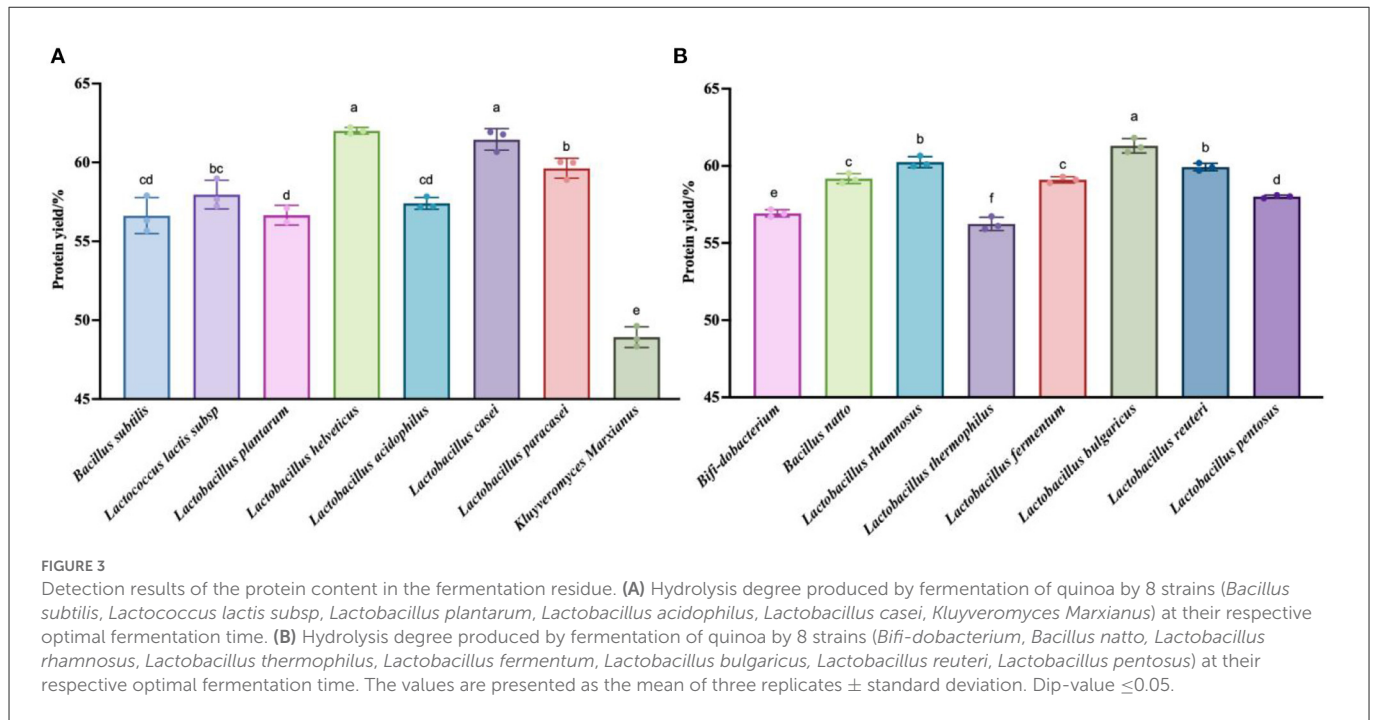 A
65
60
55
50
45
Protein yield/%
cd
bc
d
a
cd
a
b
e
Bacillus subtilis
Lactococcus lactis subsp
Lactobacillus plantarum
Lactobacillus helveticus
Lactobacillus acidophilus
Lactobacillus casei
Lactobacillus paracasei
Kluyveromyces Marxianus
B
65
60
55
50
45
Protein yield/%
e
c
b
f
c
a
b
d
Bifi-dobacterium
Bacillus natto
Lactobacillus rhamnosus
Lactobacillus thermophilus
Lactobacillus fermentum
Lactobacillus bulgaricus
Lactobacillus reuteri
Lactobacillus pentosus
FIGURE 3
Detection results of the protein content in the fermentation residue. (A) Hydrolysis degree produced by fermentation of quinoa by 8 strains (Bacillus
subtilis, Lactococcus lactis subsp, Lactobacillus plantarum, Lactobacillus acidophilus, Lactobacillus casei, Kluyveromyces Marxianus) at their respective
optimal fermentation time. (B) Hydrolysis degree produced by fermentation of quinoa by 8 strains (Bifi-dobacterium, Bacillus natto, Lactobacillus
rhamnosus, Lactobacillus thermophilus, Lactobacillus fermentum, Lactobacillus bulgaricus, Lactobacillus reuteri, Lactobacillus pentosus) at their
respective optimal fermentation time. The values are presented as the mean of three replicates ± standard deviation. Dip-value ≤0.05.